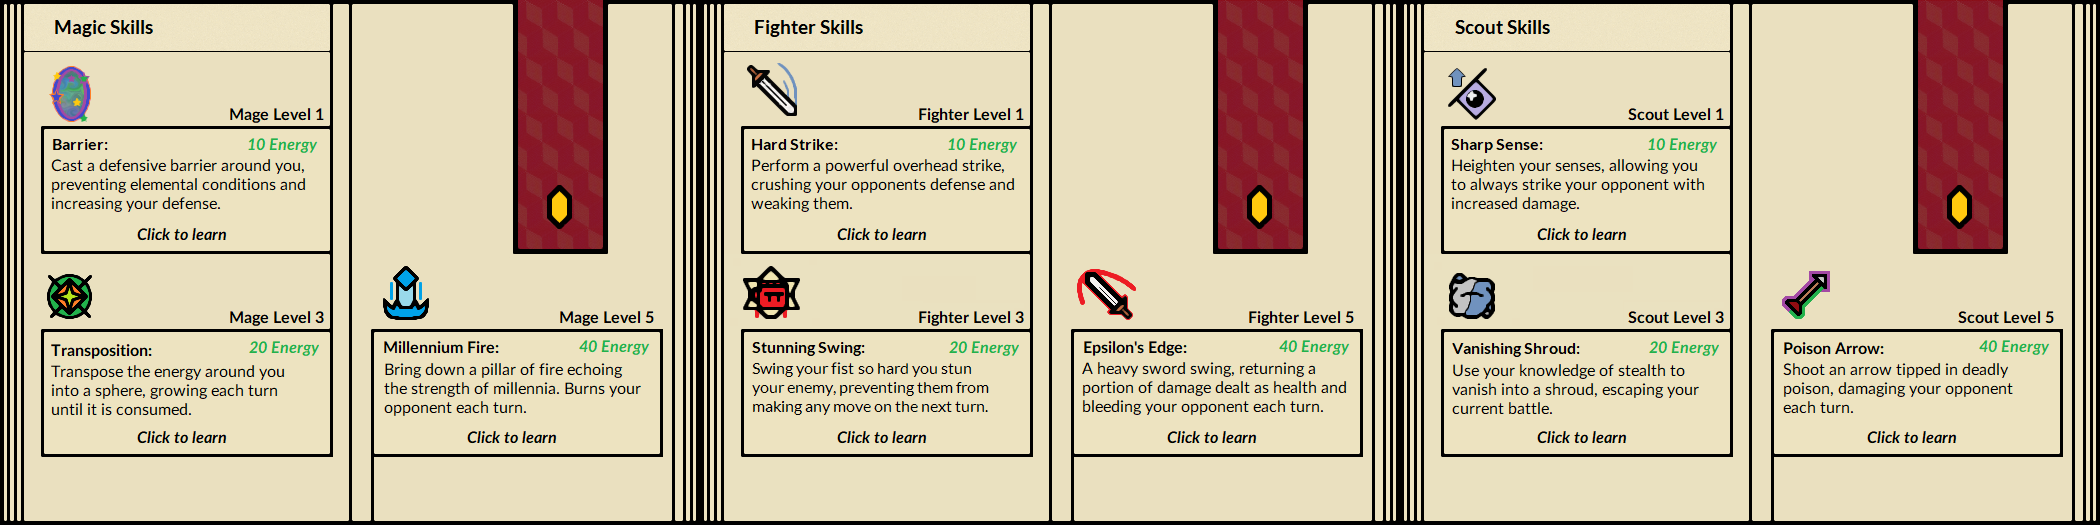 Magic Skills
Mage Level 1
Barrier:
10 Energy
Cast a defensive barrier around you,
preventing elemental conditions and
increasing your defense.
Click to learn
Mage Level 3
Transposition:
20 Energy
Transpose the energy around you
into a sphere, growing each turn
until it is consumed.
Click to learn
Mage Level 5
Millennium Fire:
40 Energy
Bring down a pillar of fire echoing
the strength of millennia. Burns your
opponent each turn.
Click to learn
Fighter Skills
Fighter Level 1
Hard Strike:
10 Energy
Perform a powerful overhead strike,
crushing your opponents defense and
weaking them.
Click to learn
Fighter Level 3
Stunning Swing:
20 Energy
Swing your fist so hard you stun
your enemy, preventing them from
making any move on the next turn.
Click to learn
Fighter Level 5
Epsilon's Edge:
40 Energy
A heavy sword swing, returning a
portion of damage dealt as health and
bleeding your opponent each turn.
Click to learn
Scout Skills
Scout Level 1
Sharp Sense:
10 Energy
Heighten your senses, allowing you
to always strike your opponent with
increased damage.
Click to learn
Scout Level 3
Vanishing Shroud:
20 Energy
Use your knowledge of stealth to
vanish into a shroud, escaping your
current battle.
Click to learn
Scout Level 5
Poison Arrow:
40 Energy
Shoot an arrow tipped in deadly
poison, damaging your opponent
each turn.
Click to learn